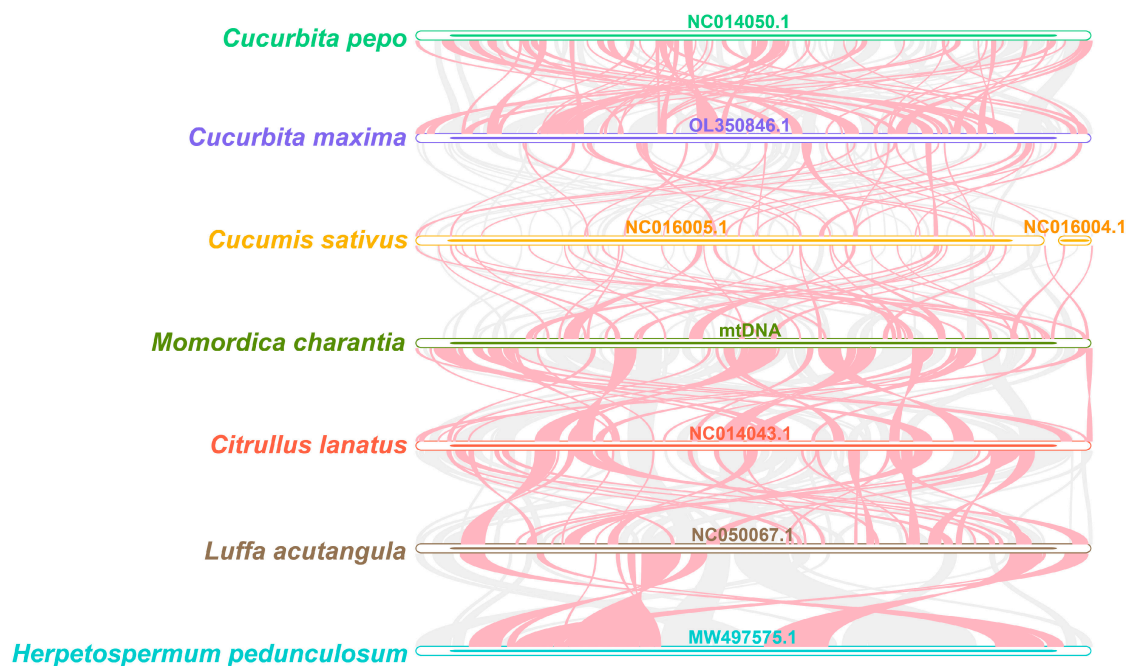 NC014050.1
Cucurbita pepo
OL350846.1
Cucurbita maxima
NC016005.1 NC016004.1
Cucumis sativus
mtDNA
Momordica charantia
NC014043.1
Citrullus lanatus
NC050067.1
Luffa acutangula
MW497575.1
Herpetospermum pedunculosum